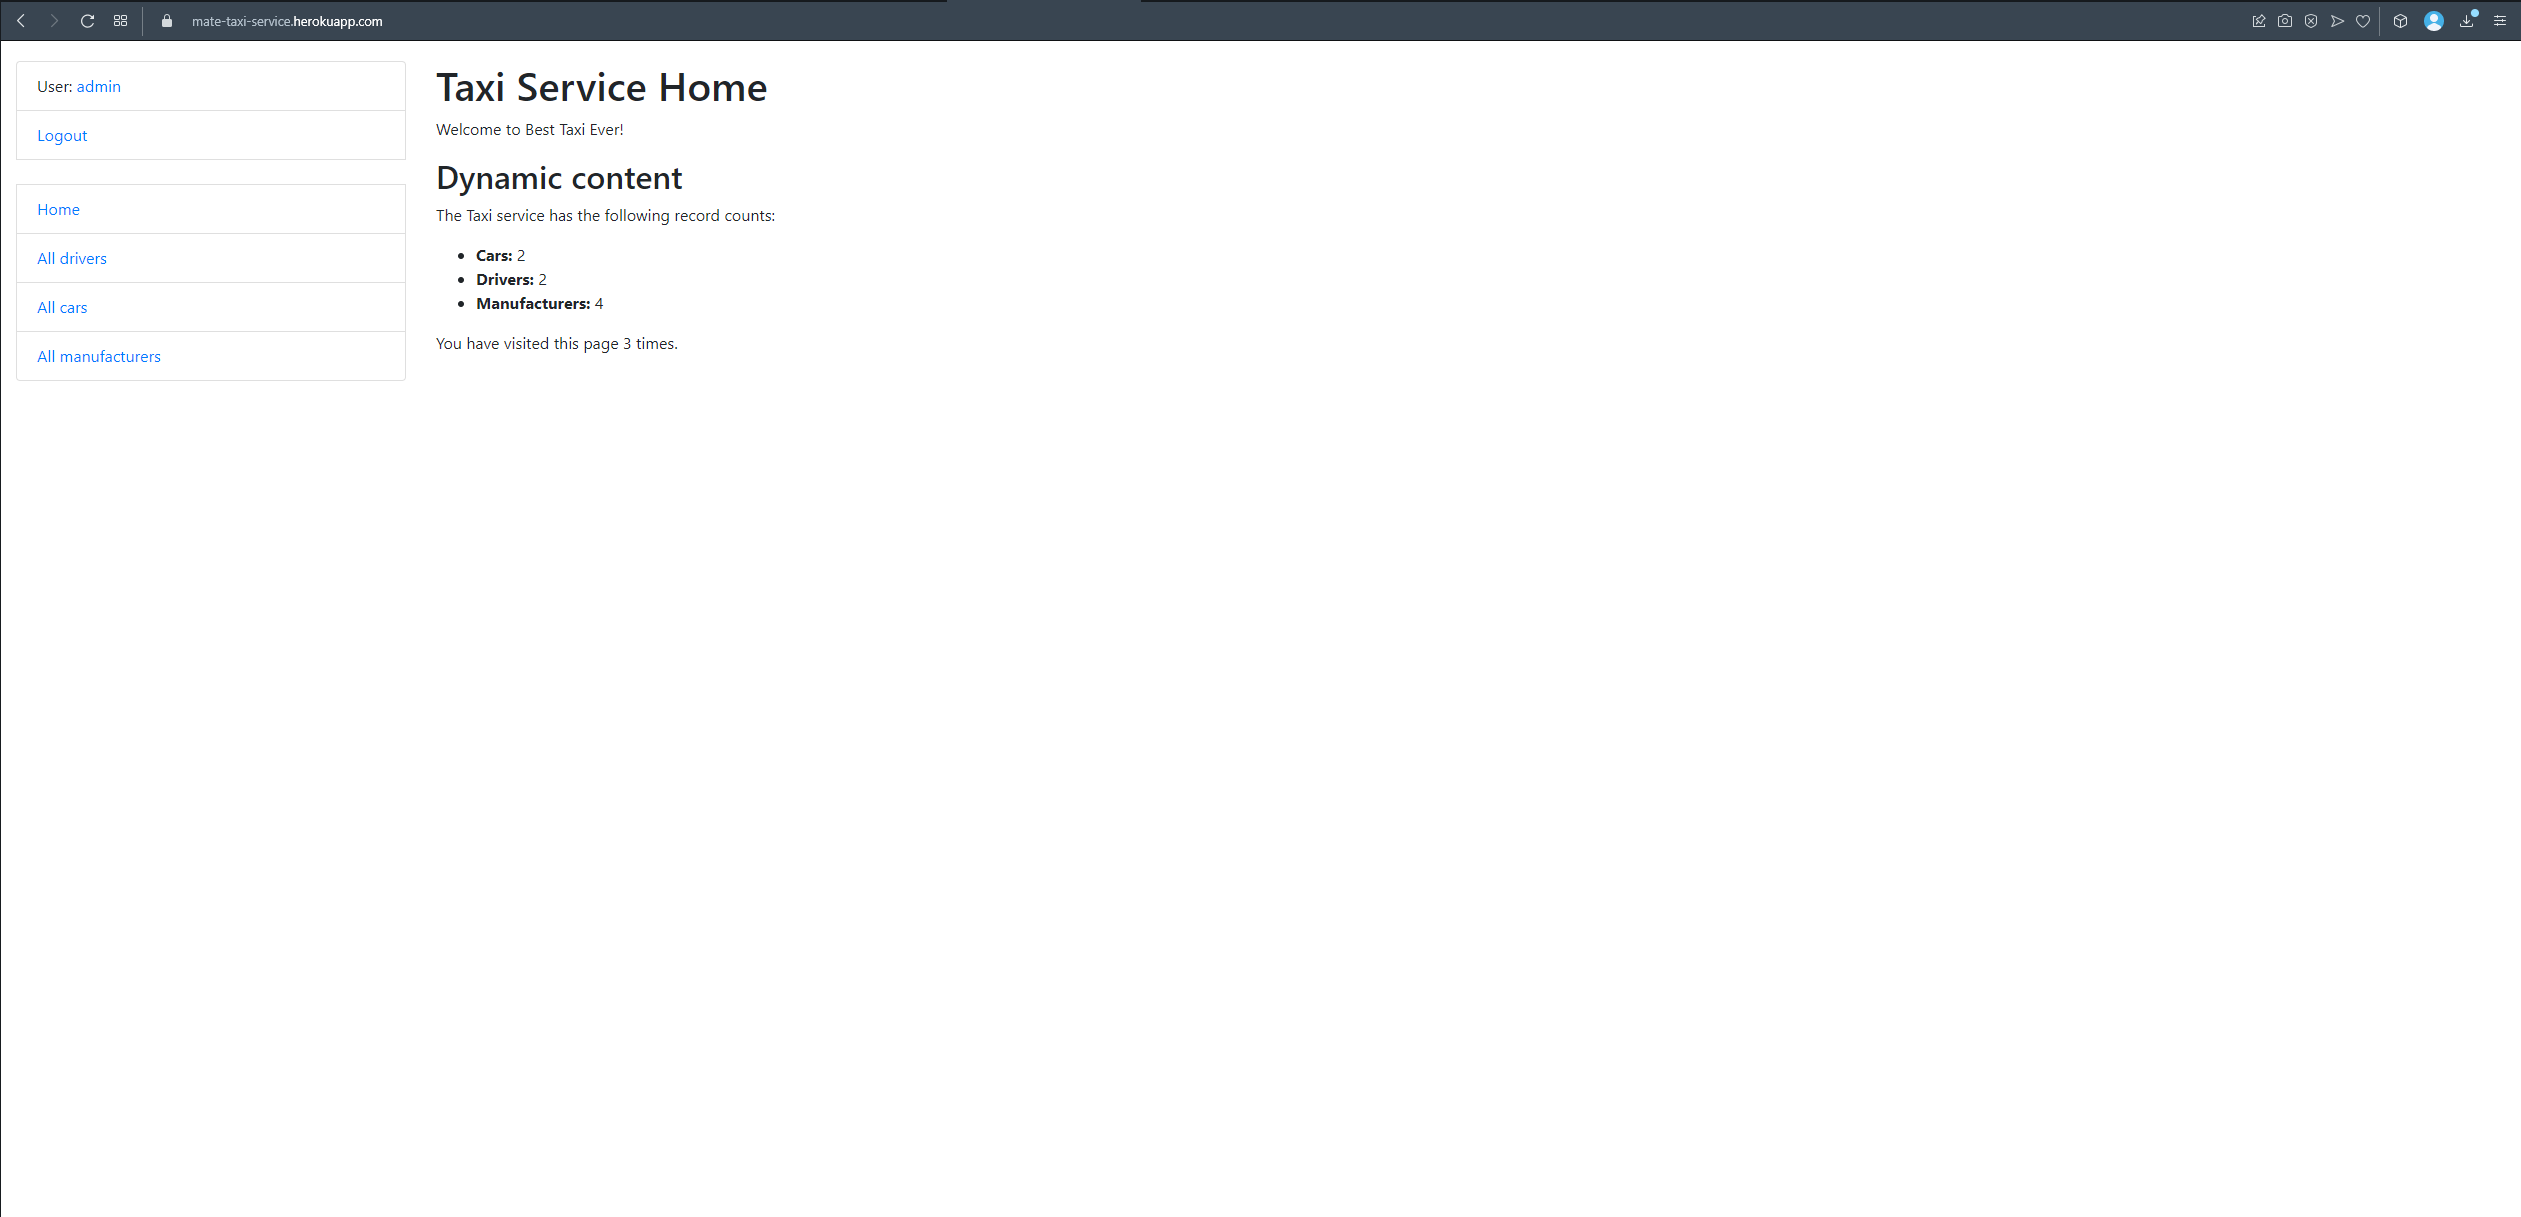 mate-taxi-service.herokuapp.com
User: admin
Logout
Home
All drivers
All cars
All manufacturers
Taxi Service Home
Welcome to Best Taxi Ever!
Dynamic content
The Taxi service has the following record counts:
Cars: 2
Drivers: 2
Manufacturers: 4
You have visited this page 3 times.